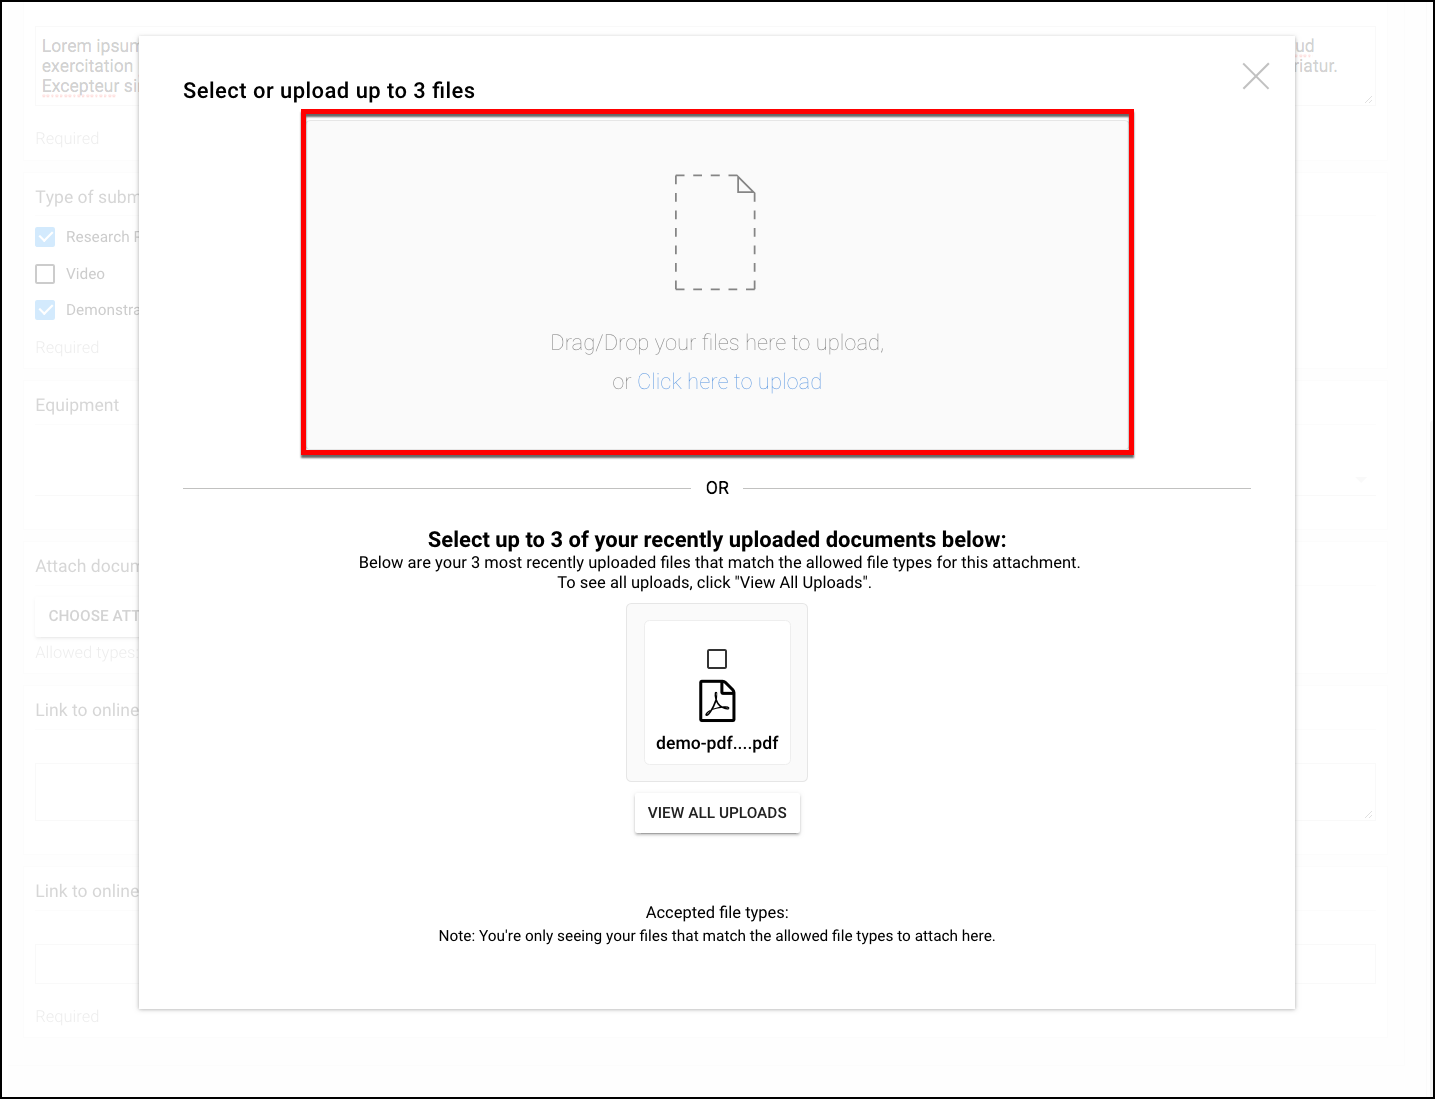 Lorem ipsum
ud
exercitation
riatur.
Excepteur si
Select or upload up to 3 files
Required
Type of subm
Research
Video
Demonstra
Required
Drag/Drop your files here to upload,
or Click here to upload
Equipment
OR
Select up to 3 of your recently uploaded documents below:
Below are your 3 most recently uploaded files that match the allowed file types for this attachment.
To see all uploads, click "View All Uploads".
Attach docum
CHOOSE ATT
Allowed types:
Link to online
demo-pdf....pdf
VIEW ALL UPLOADS
Link to online
Accepted file types:
Note: You're only seeing your files that match the allowed file types to attach here.
Required